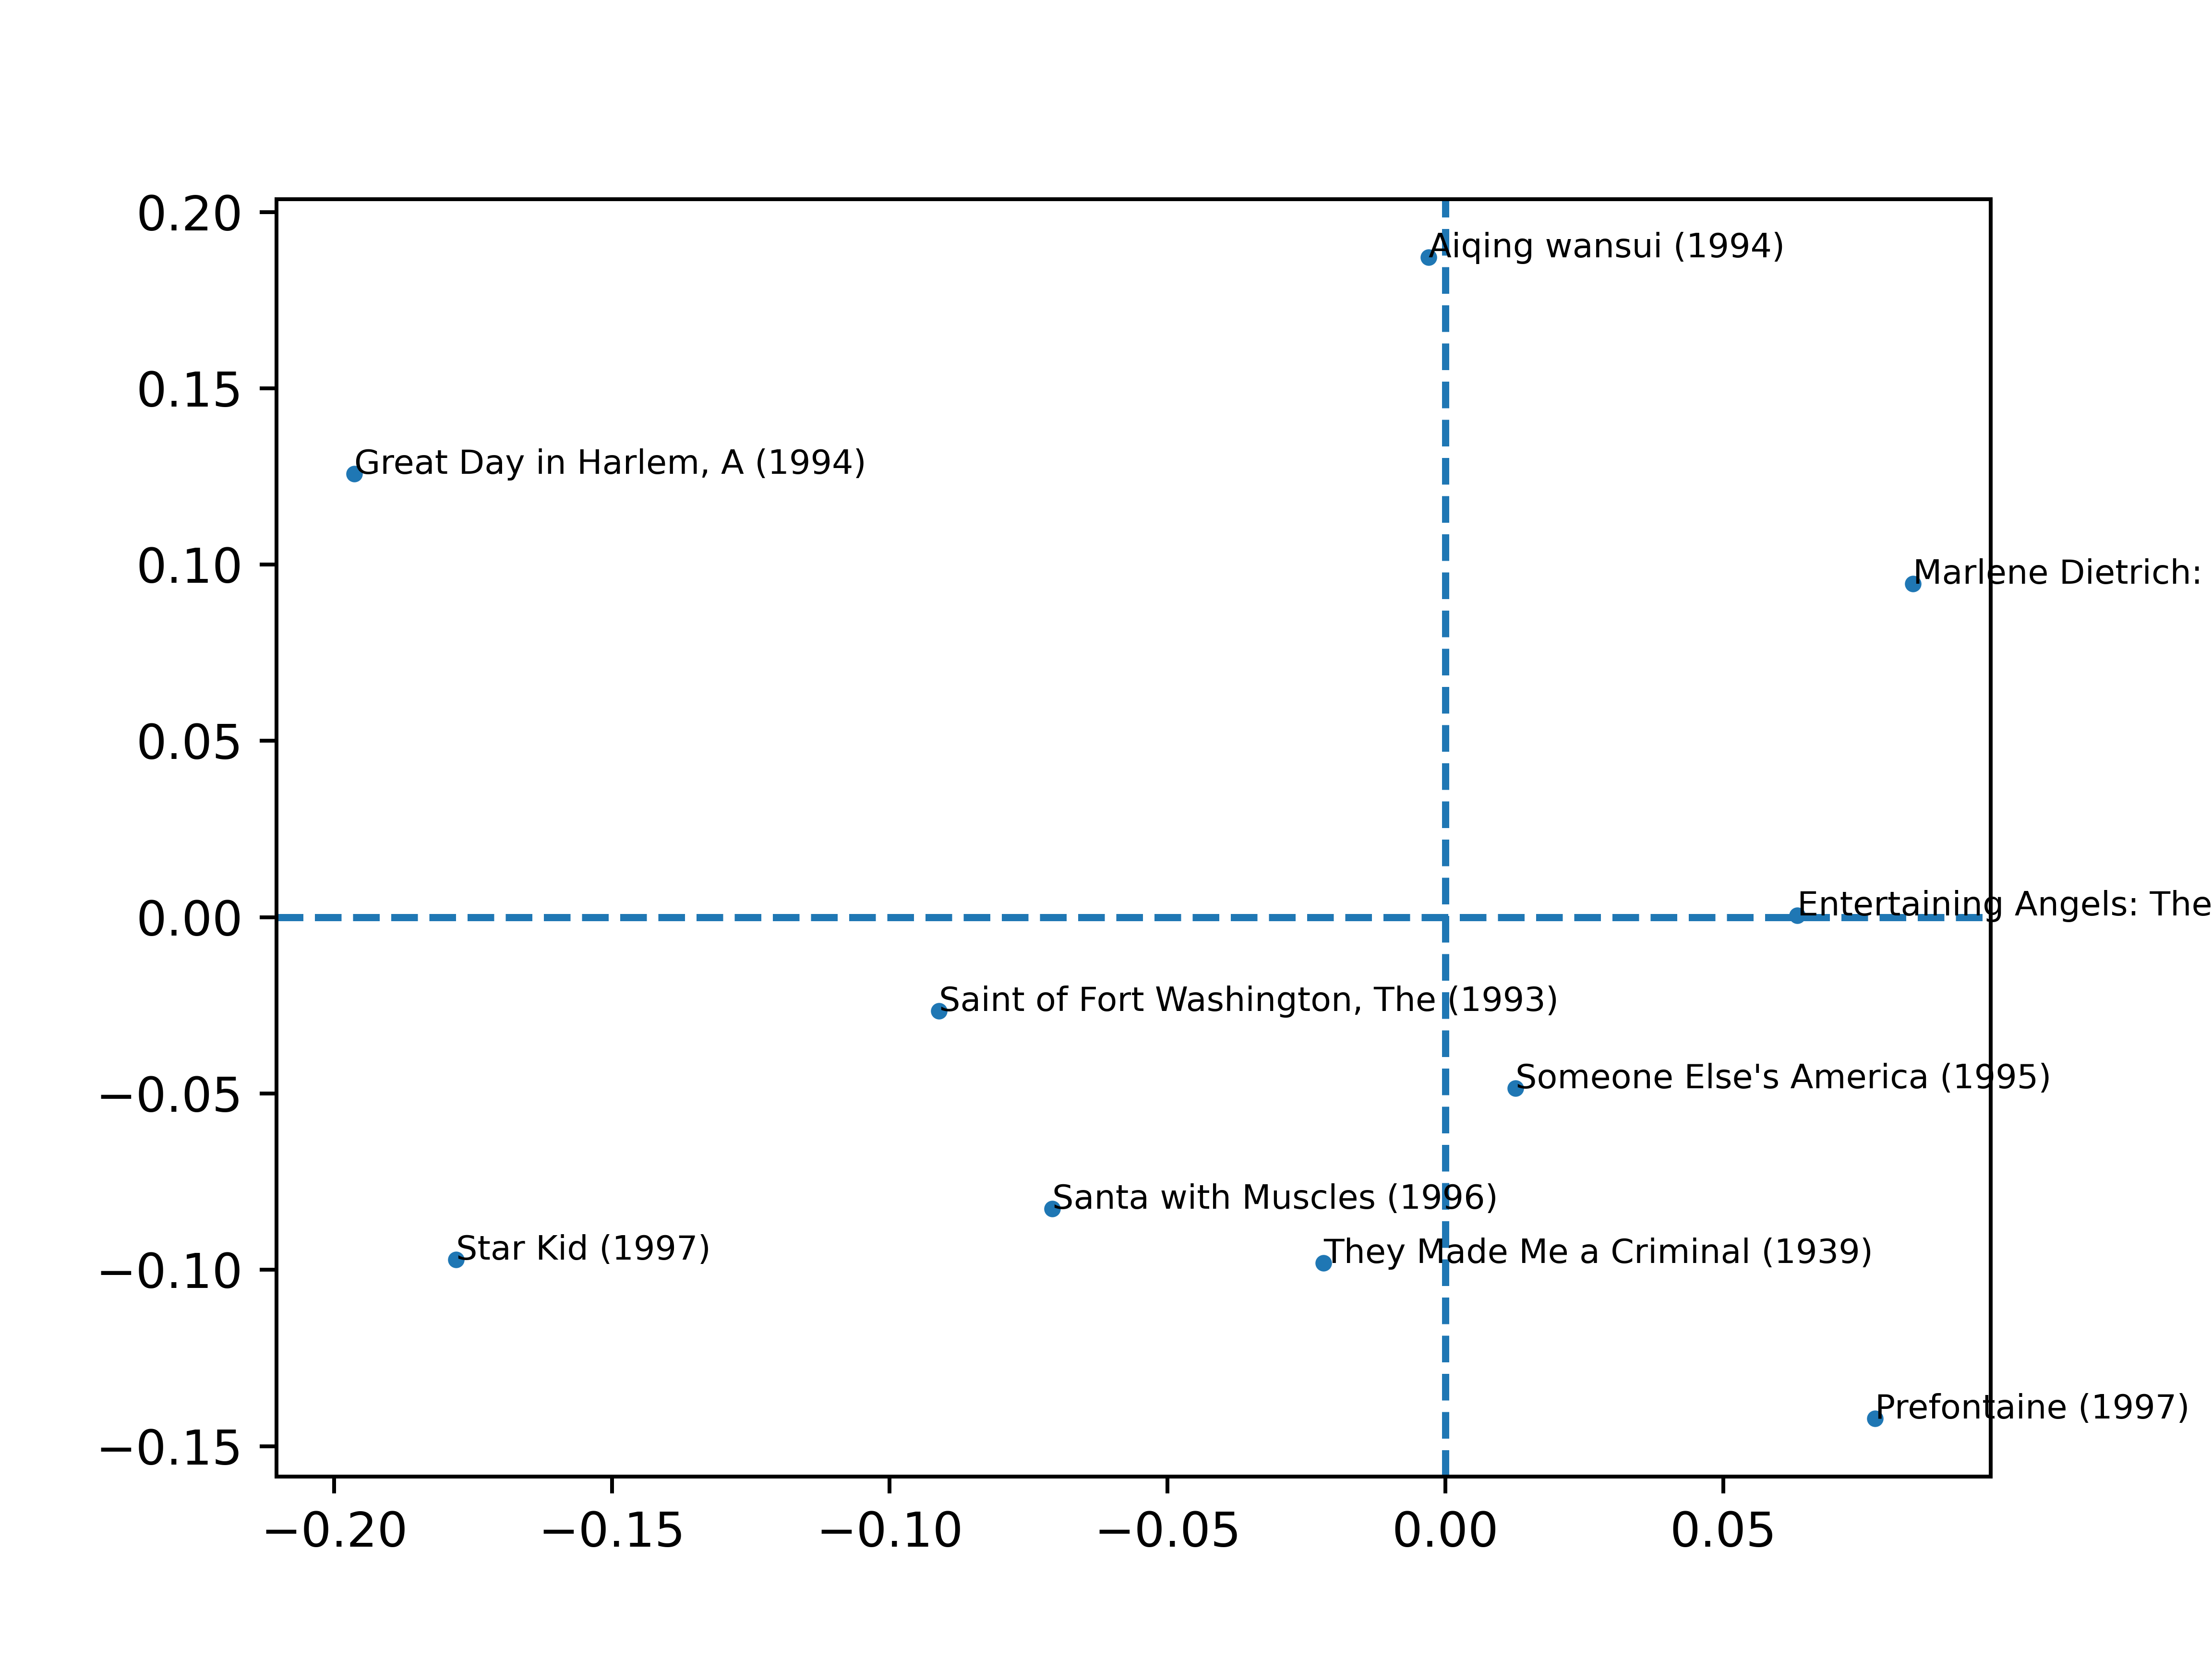 0.20
Aiqing wansui (1994)
0.15
Great Day in Harlem, A (1994)
0.10
Marlene Dietrich:
0.05
0.00
Entertaining Angels: The
Saint of Fort Washington, The (1993)
−0.05
Someone Else's America (1995)
Santa with Muscles (1996)
Star Kid (1997)
They Made Me a Criminal (1939)
−0.10
Prefontaine (1997)
−0.15
−0.20 −0.15 −0.10 −0.05 0.00 0.05